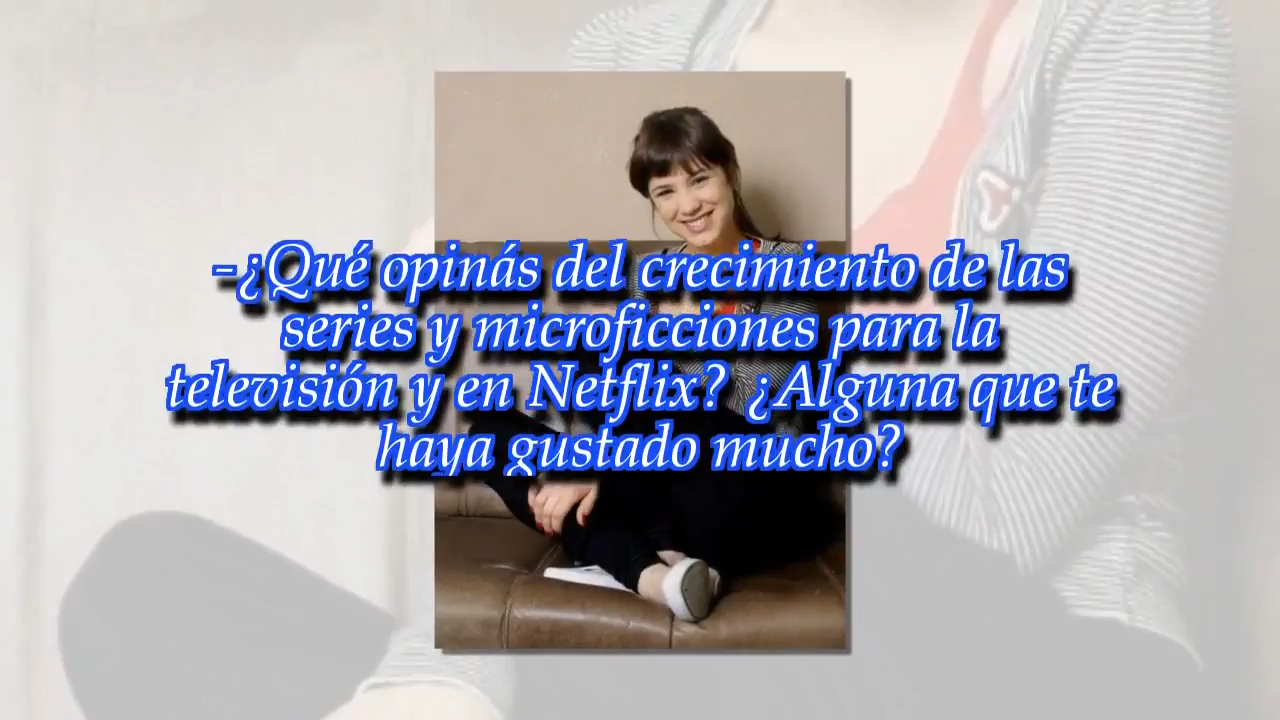 -¿Qué opinás del crecimiento de las
series y microficciones para la
televisión y en Netflix? ¿Alguna que te
haya gustado mucho?